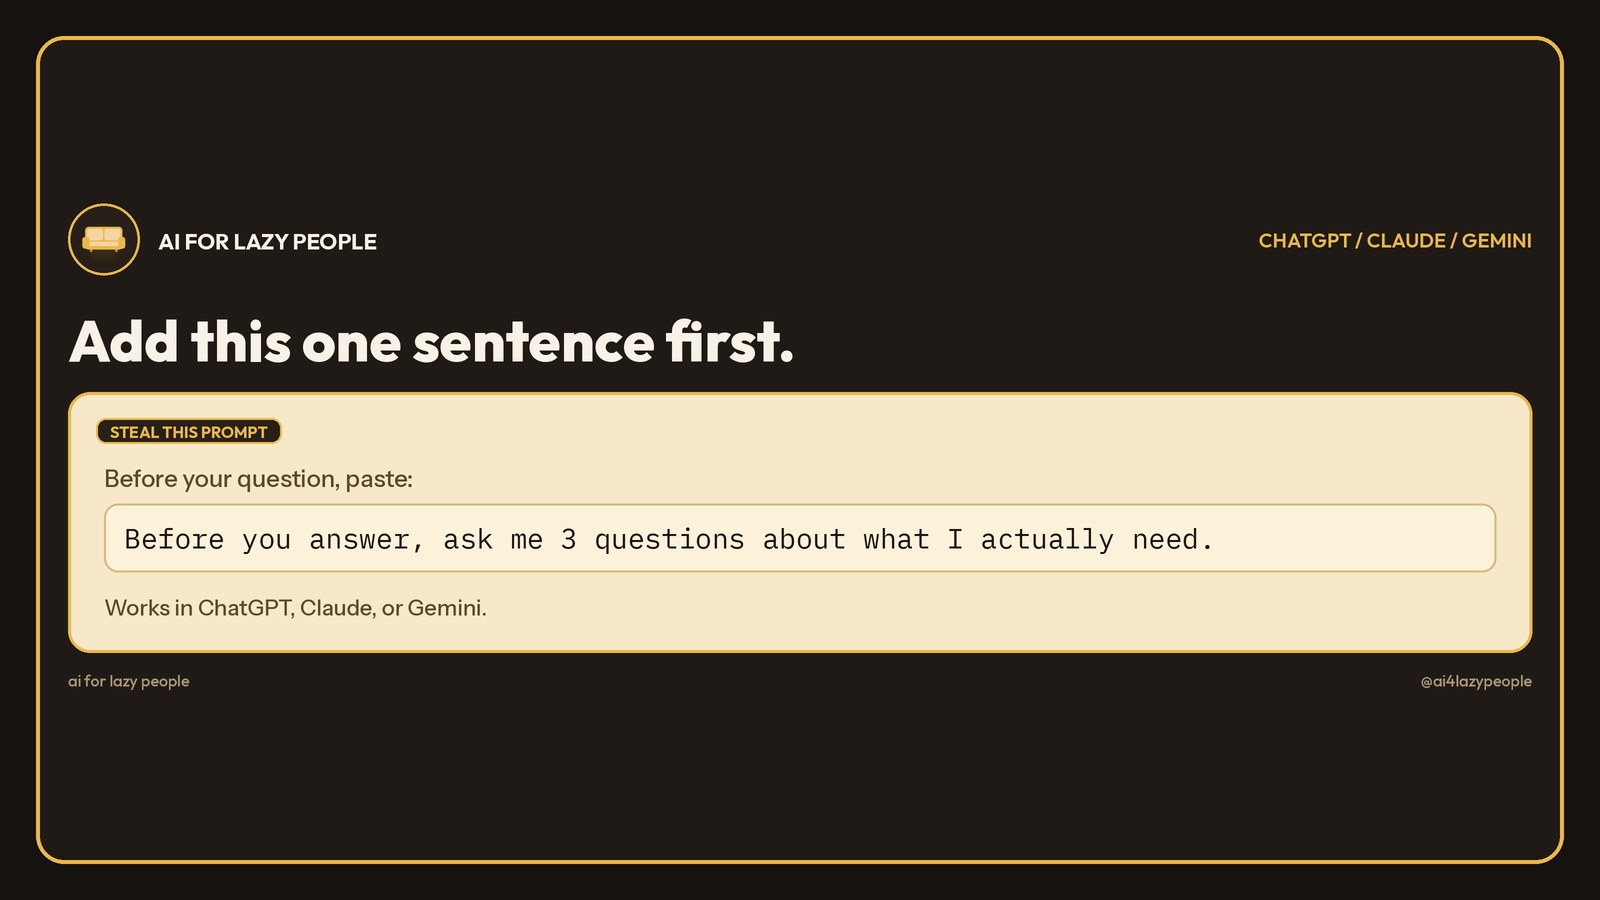 AI FOR LAZY PEOPLE
CHATGPT / CLAUDE / GEMINI
Add this one sentence first.
STEAL THIS PROMPT
Before your question, paste:
Before you answer, ask me 3 questions about what I actually need.
Works in ChatGPT, Claude, or Gemini.
ai for lazy people
@ai4lazypeople